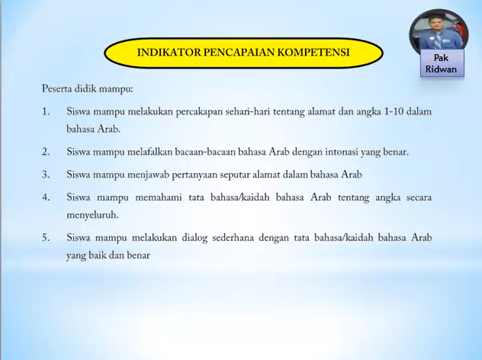 INDIKATOR PENCAPAIAN KOMPETENSI
Pak
Ridwan
Peserta didik mampu:
1. Siswa mampu melakukan percakapan sehari-hari tentang alamat dan angka 1-10 dalam
bahasa Arab.
2. Siswa mampu melafalkan bacaan-bacaan bahasa Arab dengan intonasi yang benar.
3. Siswa mampu menjawab pertanyaan seputar alamat dalam bahasa Arab
4. Siswa mampu memahami tata bahasa/kaidah bahasa Arab tentang angka secara
menyeluruh.
5. Siswa mampu melakukan dialog sederhana dengan tata bahasa/kaidah bahasa Arab
yang baik dan benar